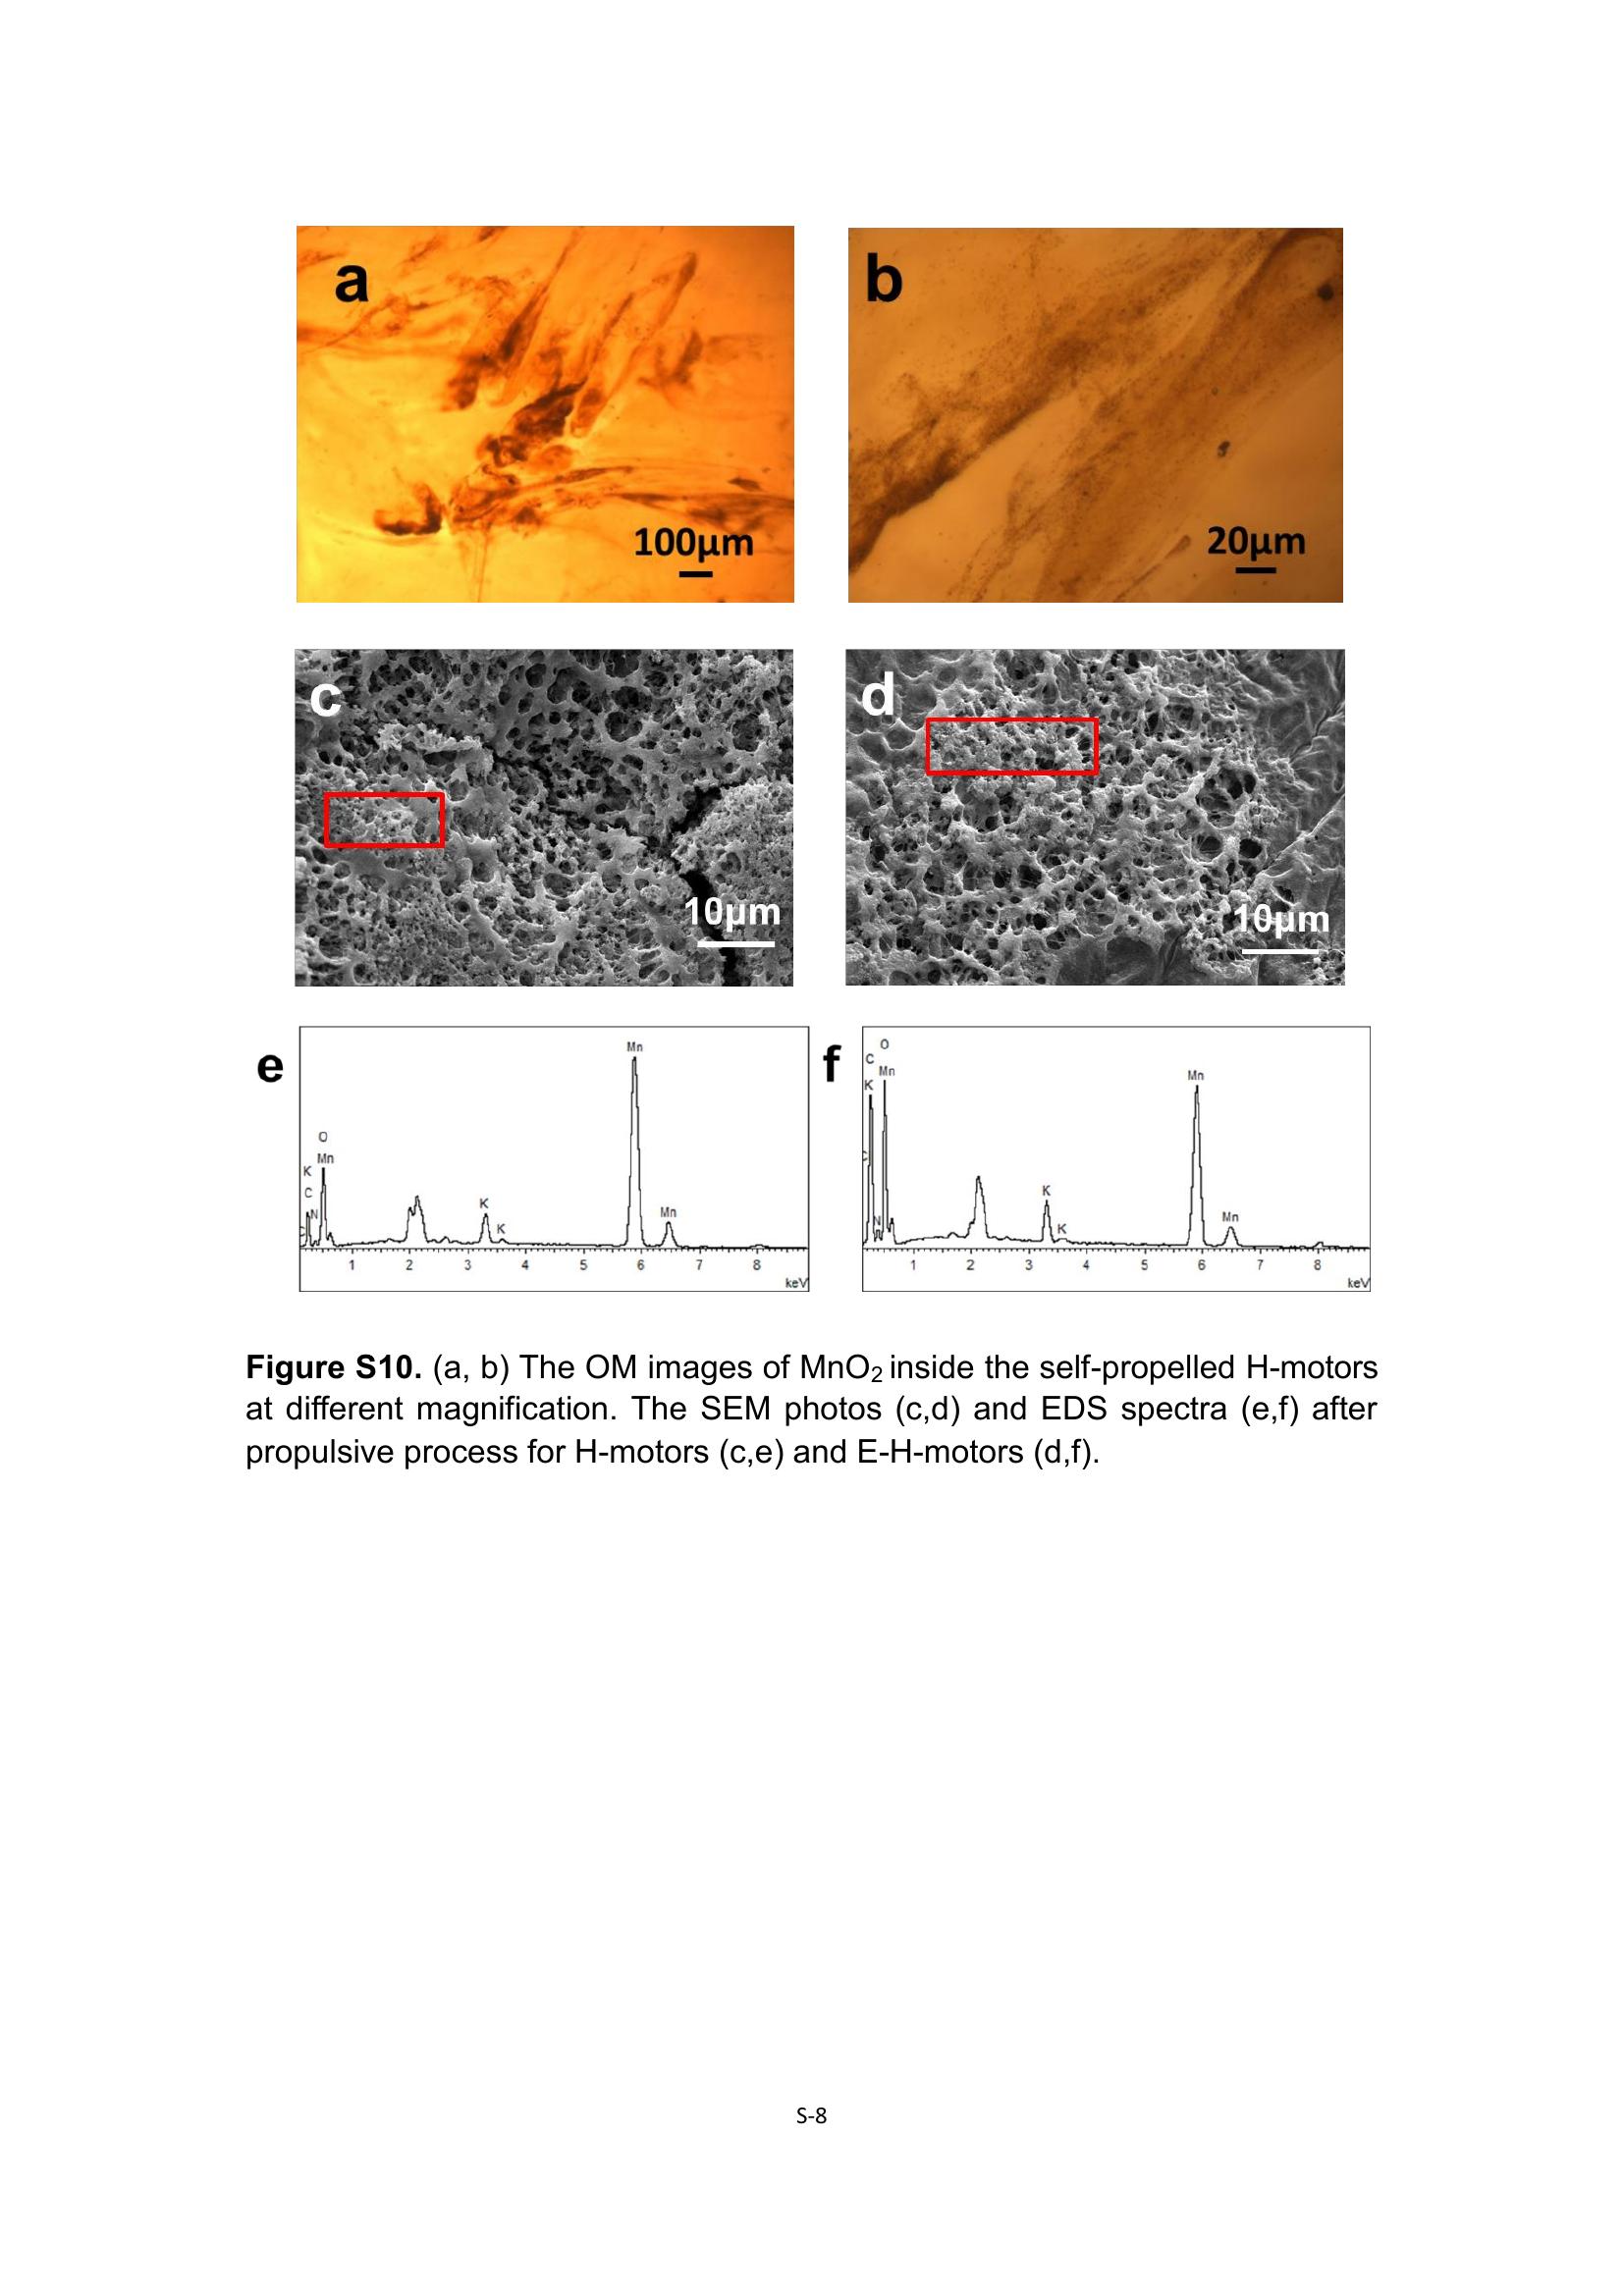 a
b
100µm
20µm
c
d
10µm
10µm
e
Mn
O
Mn
K
C
N
C
K
K
Mn
1 2 3 4 5 6 7 8
keV
f
O
C
Mn
K
Mn
C
N
K
K
Mn
1 2 3 4 5 6 7 8
keV
Figure S10. (a, b) The OM images of MnO₂ inside the self-propelled H-motors
at different magnification. The SEM photos (c,d) and EDS spectra (e,f) after
propulsive process for H-motors (c,e) and E-H-motors (d,f).
S-8